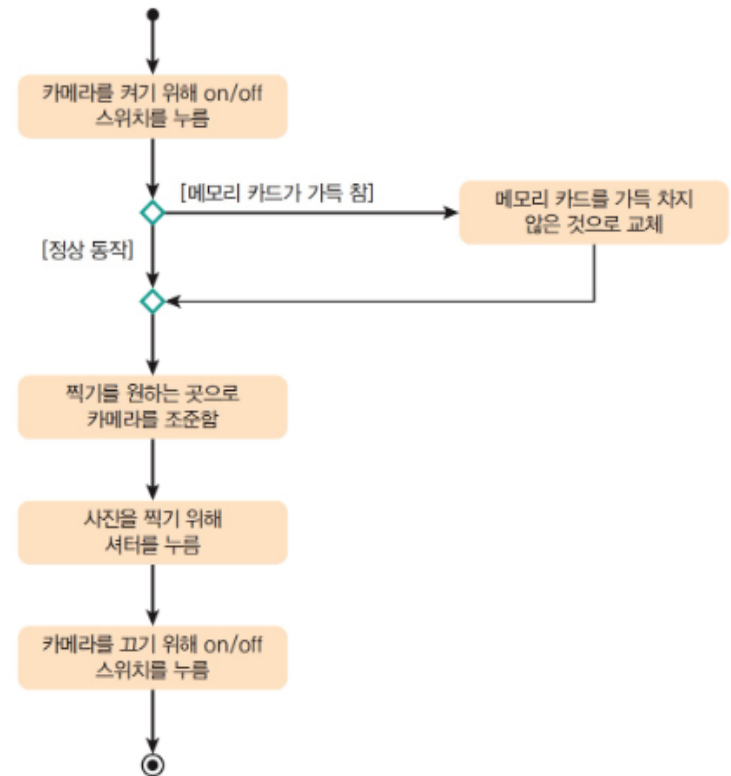 카메라를 켜기 위해 on/off
스위치를 누름
[메모리 카드가 가득 참]
메모리 카드를 가득 차지
않은 것으로 교체
[정상 동작]
찍기를 원하는 곳으로
카메라를 조준함
사진을 찍기 위해
셔터를 누름
카메라를 끄기 위해 on/off
스위치를 누름